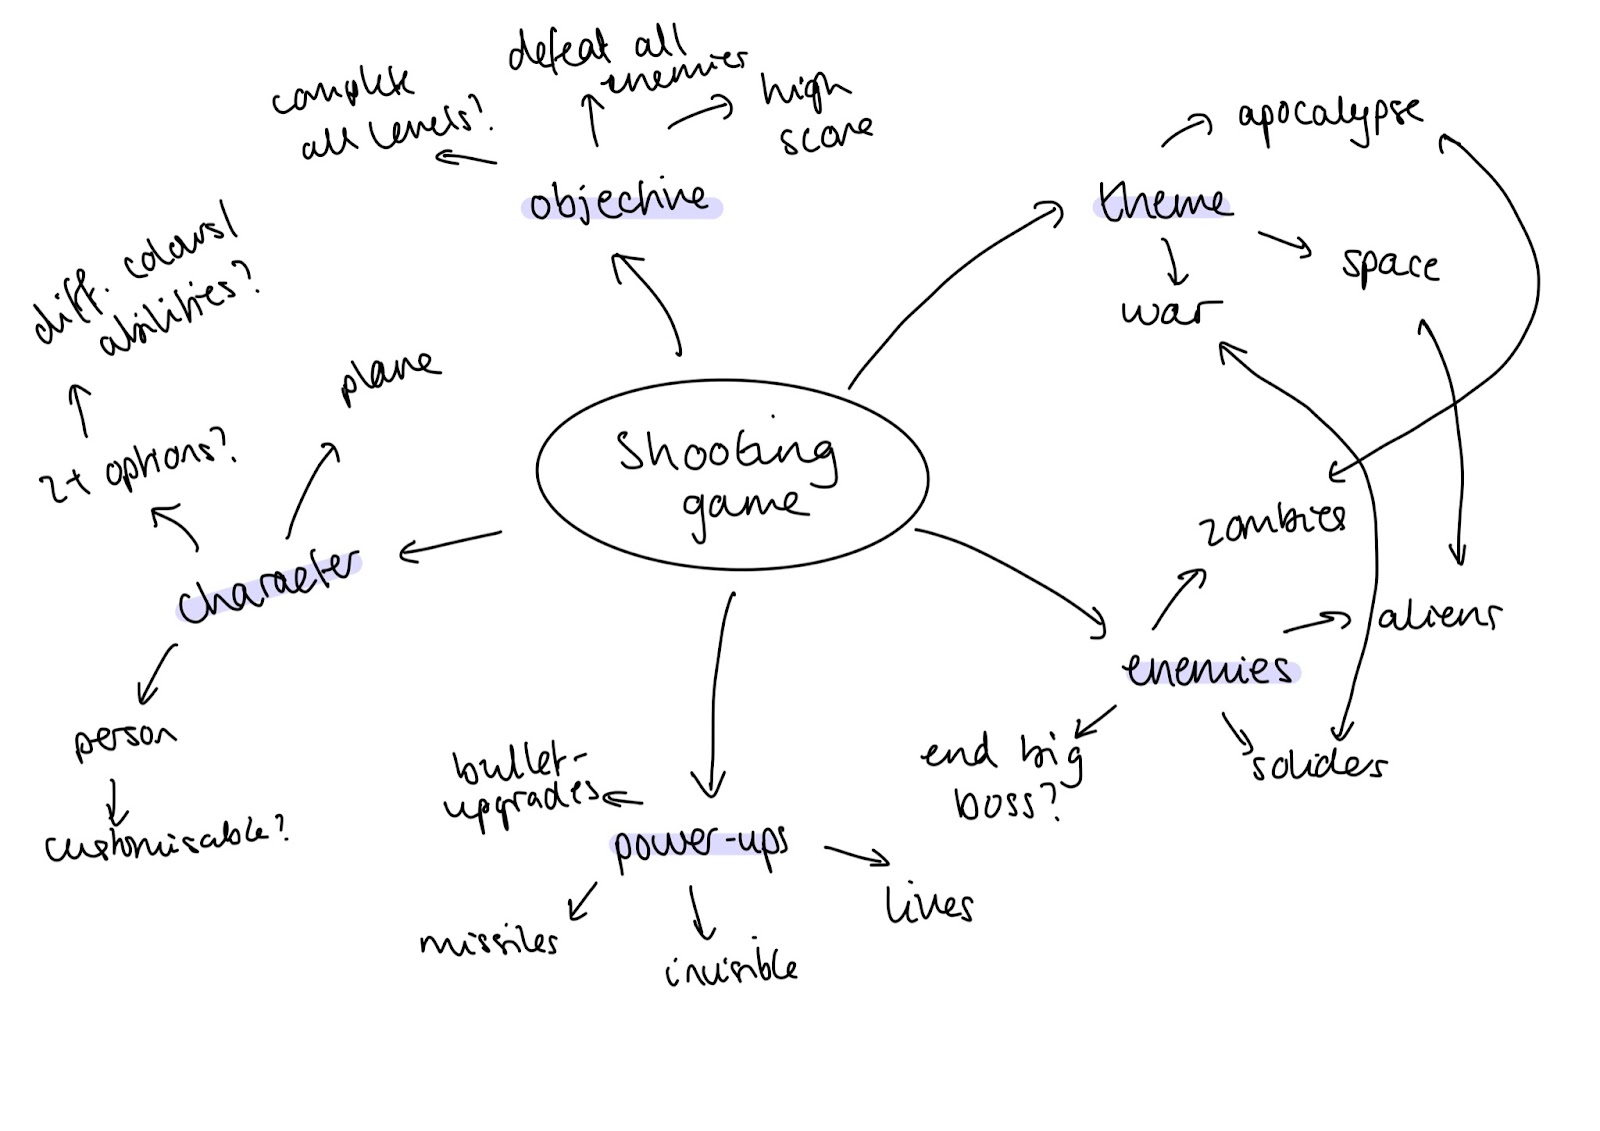 defeat all
enemies
complete
all levels?
high
score
objective
apocalypse
theme
space
war
diff. colours/
abilities?
plane
2+ options?
character
person
customisable?
Shooting
game
zombies
aliens
enemies
end big
boss?
soliders
bullet-
upgrades
power-ups
missiles
invisible
lives